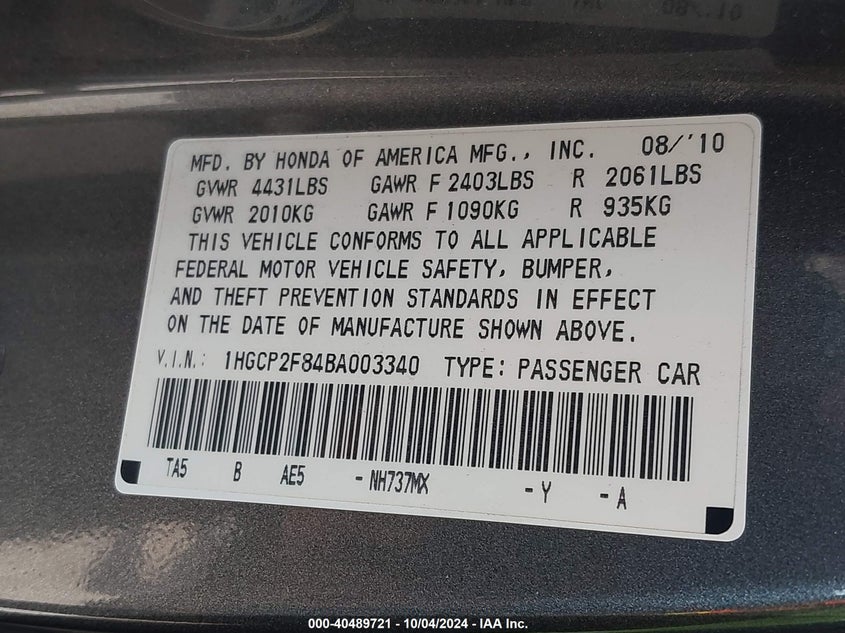 MFD. BY HONDA OF AMERICA MFG., INC. 08/'10
GVWR 4431LBS GAWR F 2403LBS R 2061LBS
GVWR 2010KG GAWR F 1090KG R 935KG
THIS VEHICLE CONFORMS TO ALL APPLICABLE
FEDERAL MOTOR VEHICLE SAFETY, BUMPER,
AND THEFT PREVENTION STANDARDS IN EFFECT
ON THE DATE OF MANUFACTURE SHOWN ABOVE.
V.I.N.: 1HGCP2F84BA003340 TYPE: PASSENGER CAR
TA5 B AE5 - NH737MX - Y - A
000-40489721 - 10/04/2024 - IAA Inc.